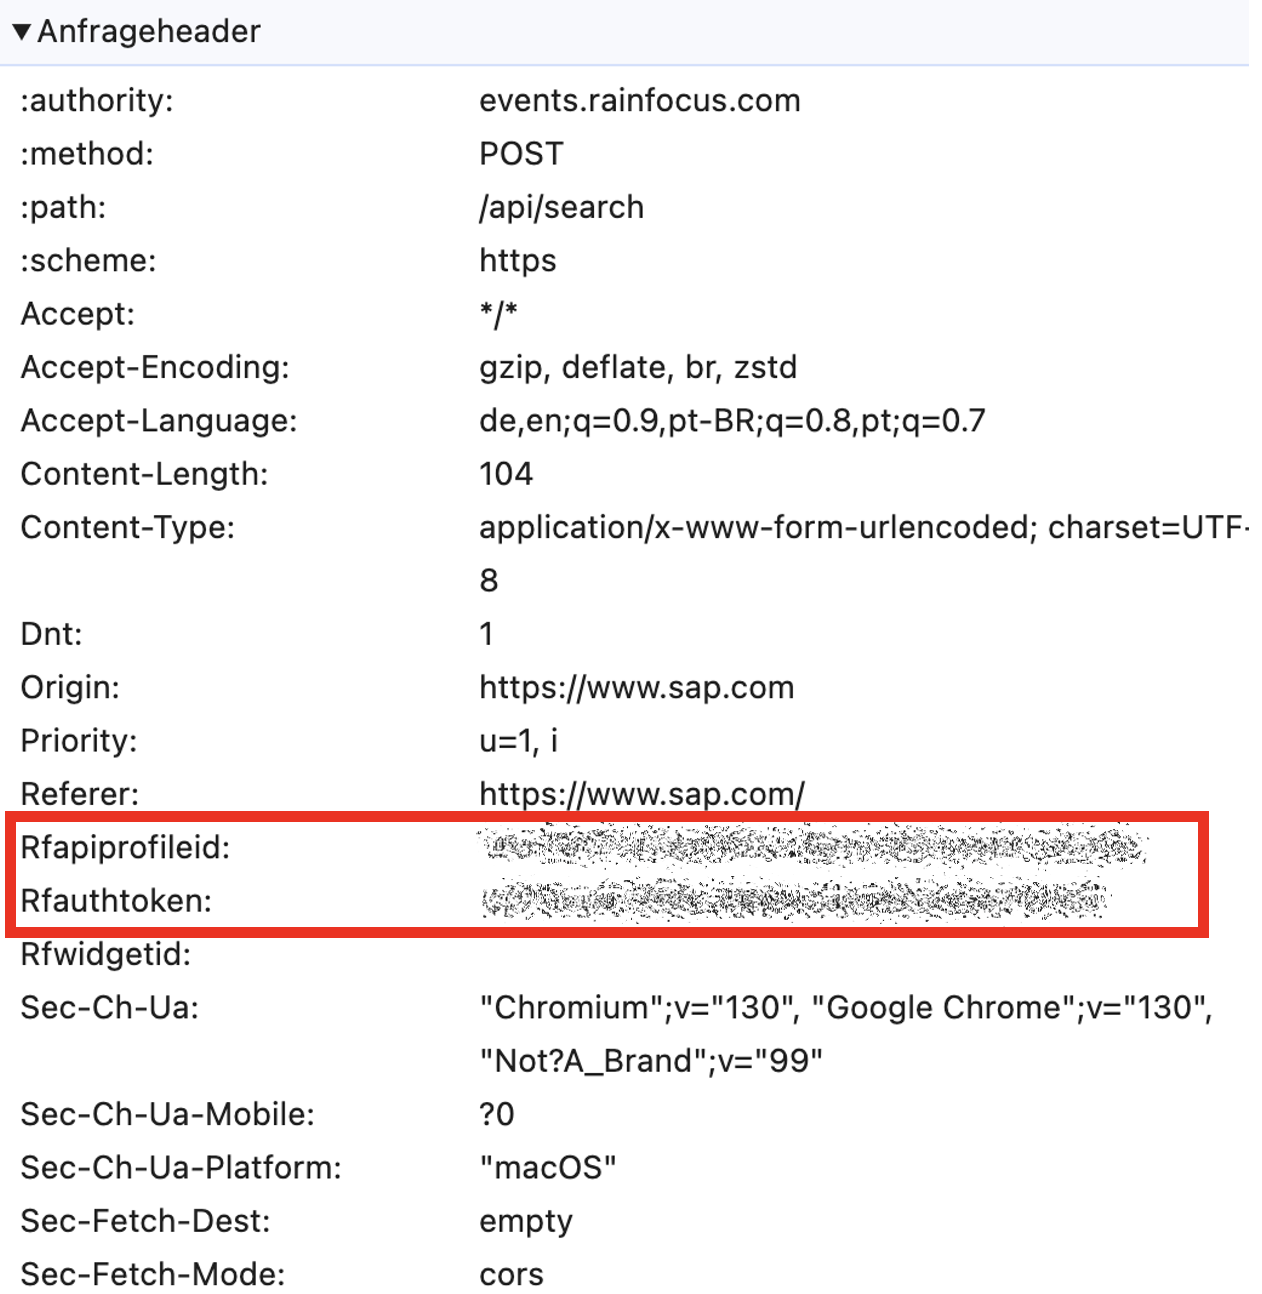 Anfrageheader
:authority: events.rainfocus.com
:method: POST
:path: /api/search
:scheme: https
Accept: */*
Accept-Encoding: gzip, deflate, br, zstd
Accept-Language: de,en;q=0.9,pt-BR;q=0.8,pt;q=0.7
Content-Length: 104
Content-Type: application/x-www-form-urlencoded; charset=UTF-
8
Dnt: 1
Origin: https://www.sap.com
Priority: u=1, i
Referer: https://www.sap.com/
Rfapiprofileid:
Rfauthtoken:
Rfwidgetid:
Sec-Ch-Ua: "Chromium";v="130", "Google Chrome";v="130",
"Not?A_Brand";v="99"
Sec-Ch-Ua-Mobile: ?0
Sec-Ch-Ua-Platform: "macOS"
Sec-Fetch-Dest: empty
Sec-Fetch-Mode: cors